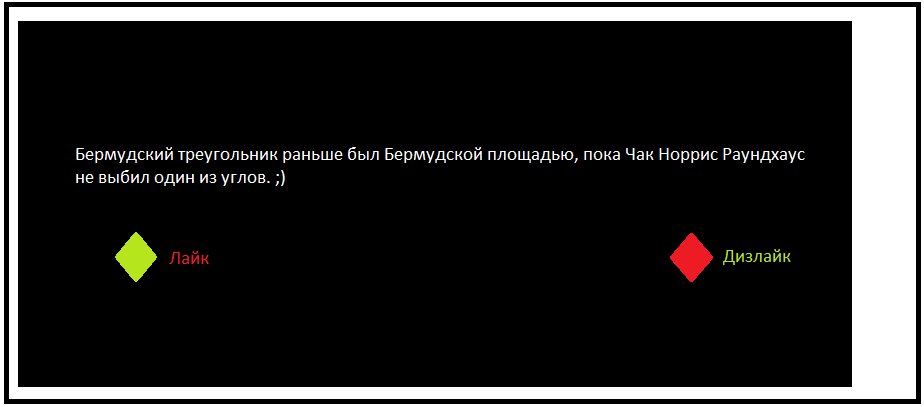 Бермудский треугольник раньше был Бермудской площадью, пока Чак Норрис Раундхаус
не выбил один из углов. ;)
Лайк
Дизлайк